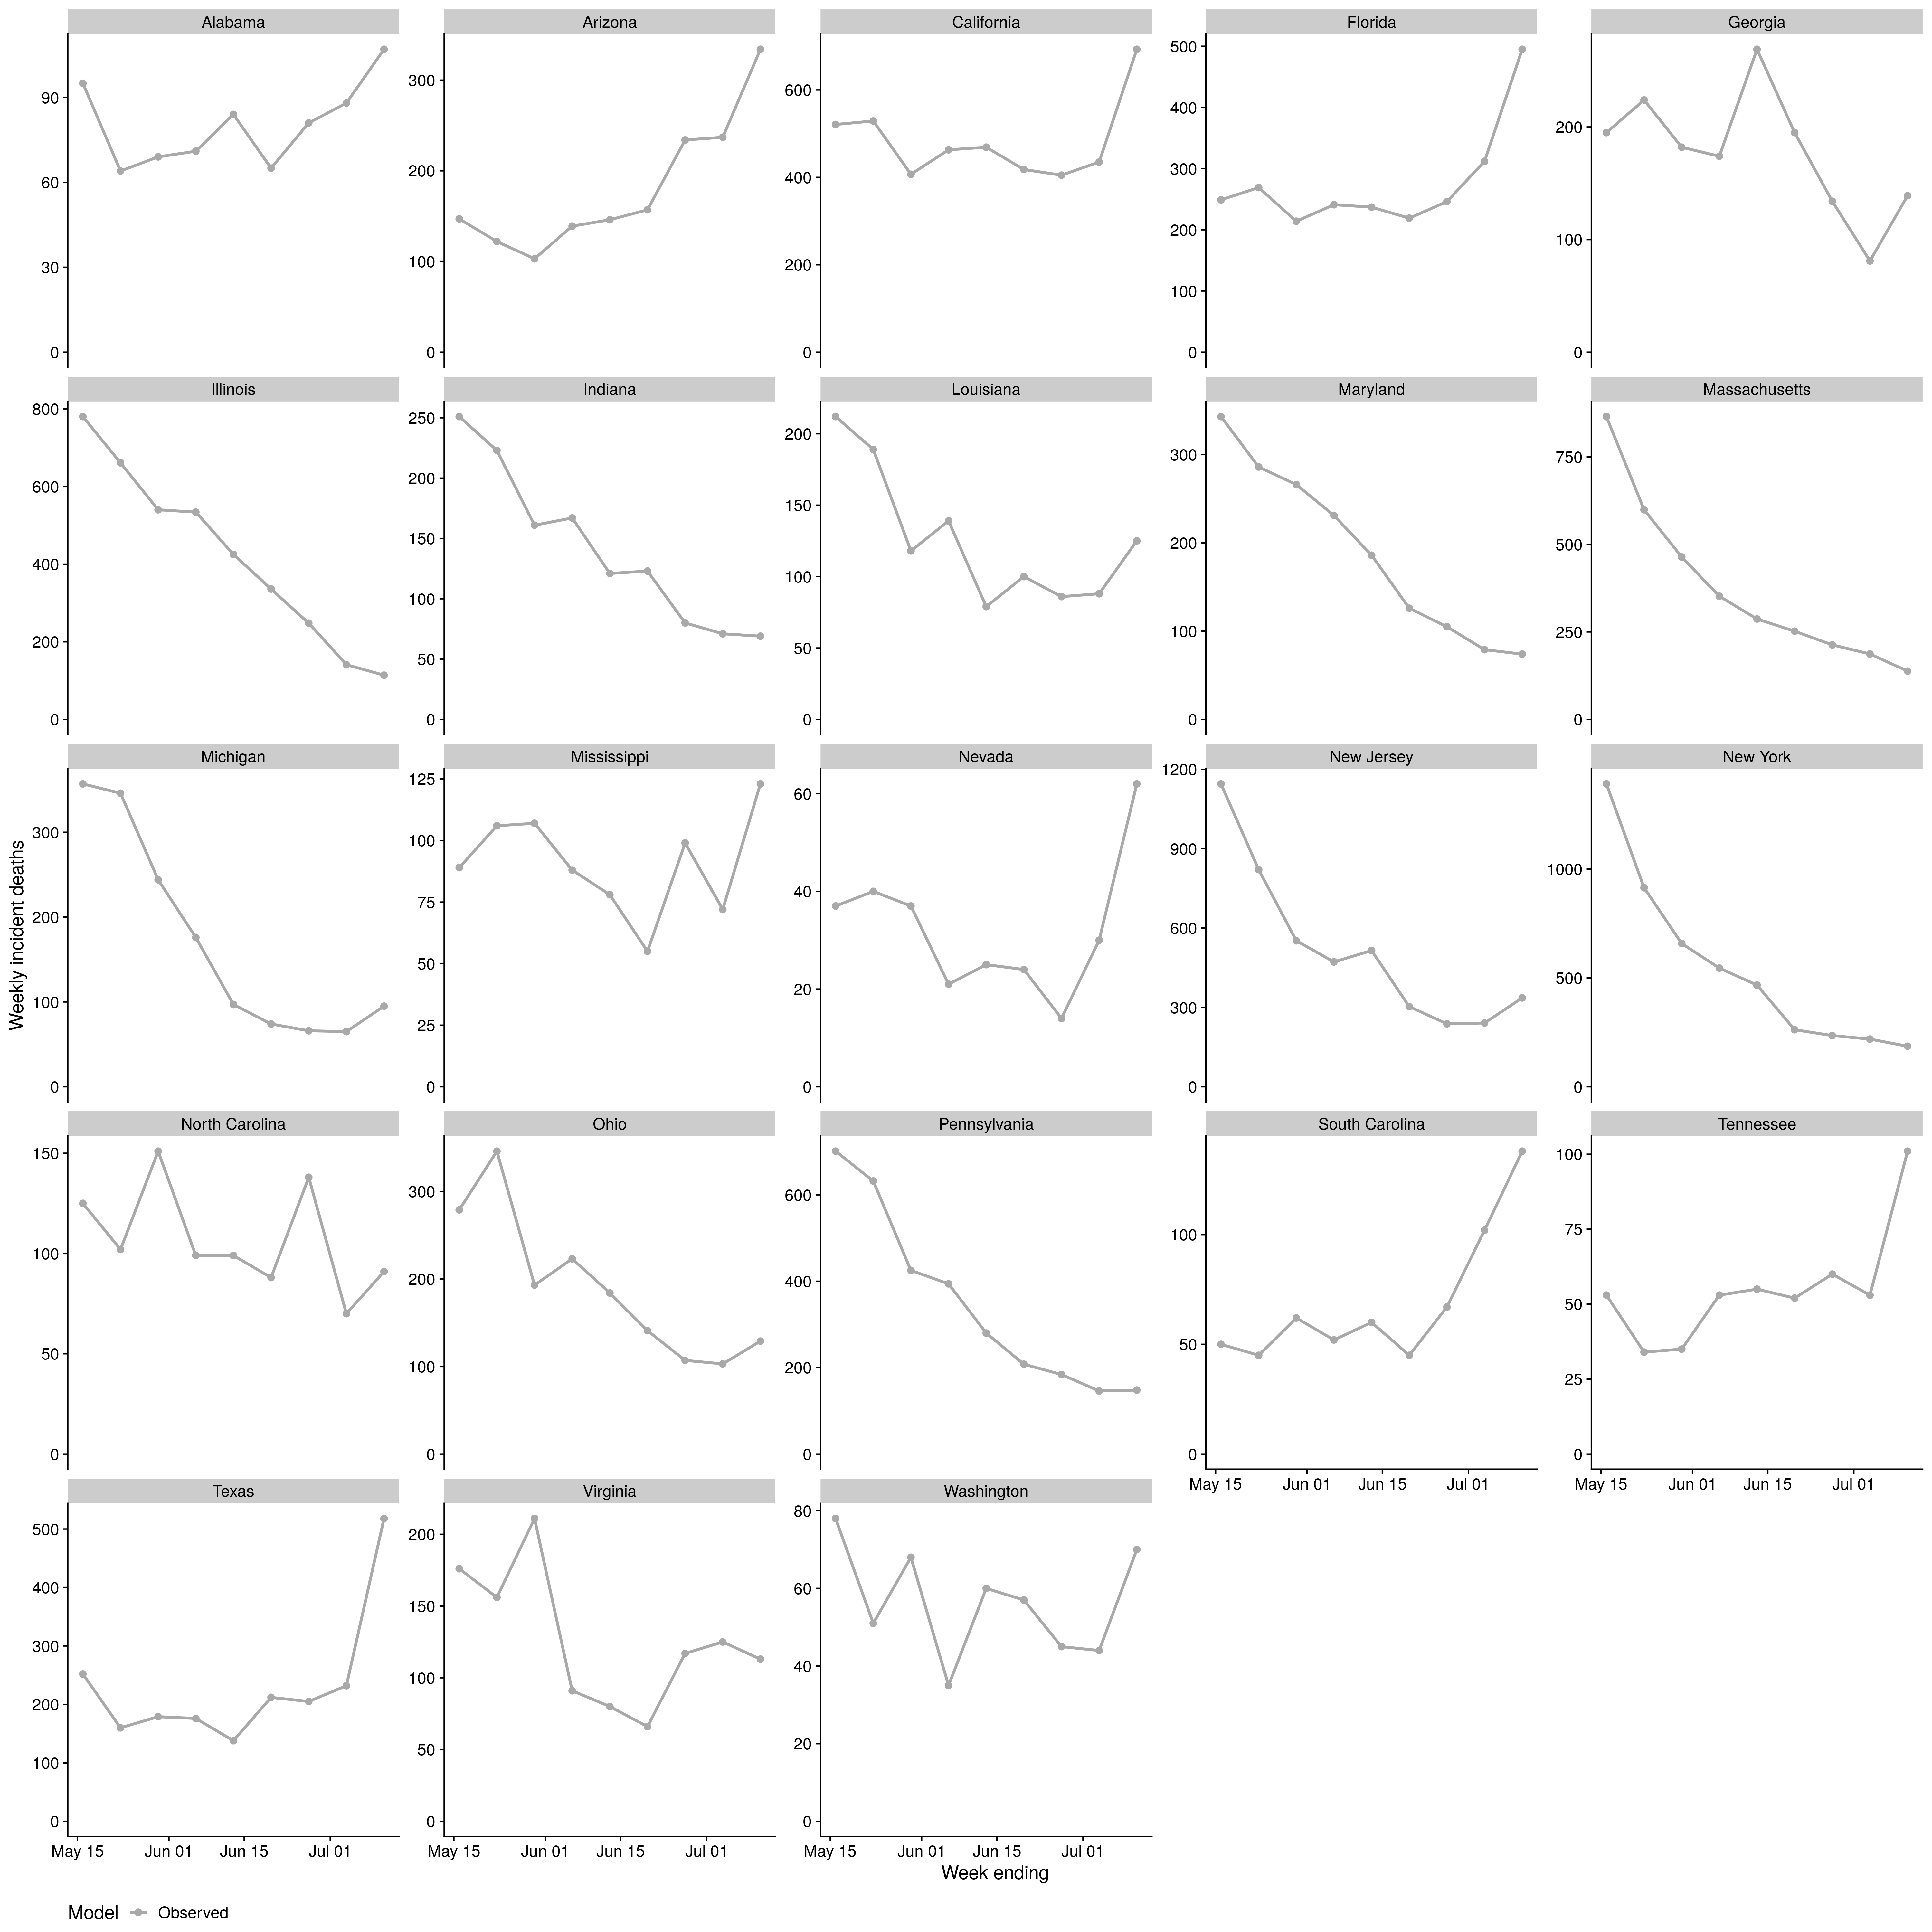 Alabama Arizona California Florida Georgia
90 60 30 0
300 200 100 0
600 400 200 0
500 400 300 200 100 0
200 100 0
Illinois Indiana Louisiana Maryland Massachusetts
800 600 400 200 0
250 200 150 100 50 0
200 150 100 50 0
300 200 100 0
750 500 250 0
Michigan Mississippi Nevada New Jersey New York
300 200 100 0
125 100 75 50 25 0
60 40 20 0
1200 900 600 300 0
1000 500 0
Weekly incident deaths
North Carolina Ohio Pennsylvania South Carolina Tennessee
150 100 50 0
300 200 100 0
600 400 200 0
100 50 0
100 75 50 25 0
May 15 Jun 01 Jun 15 Jul 01
May 15 Jun 01 Jun 15 Jul 01
Texas Virginia Washington
500 400 300 200 100 0
200 150 100 50 0
80 60 40 20 0
May 15 Jun 01 Jun 15 Jul 01
May 15 Jun 01 Jun 15 Jul 01
May 15 Jun 01 Jun 15 Jul 01
Week ending
Model Observed